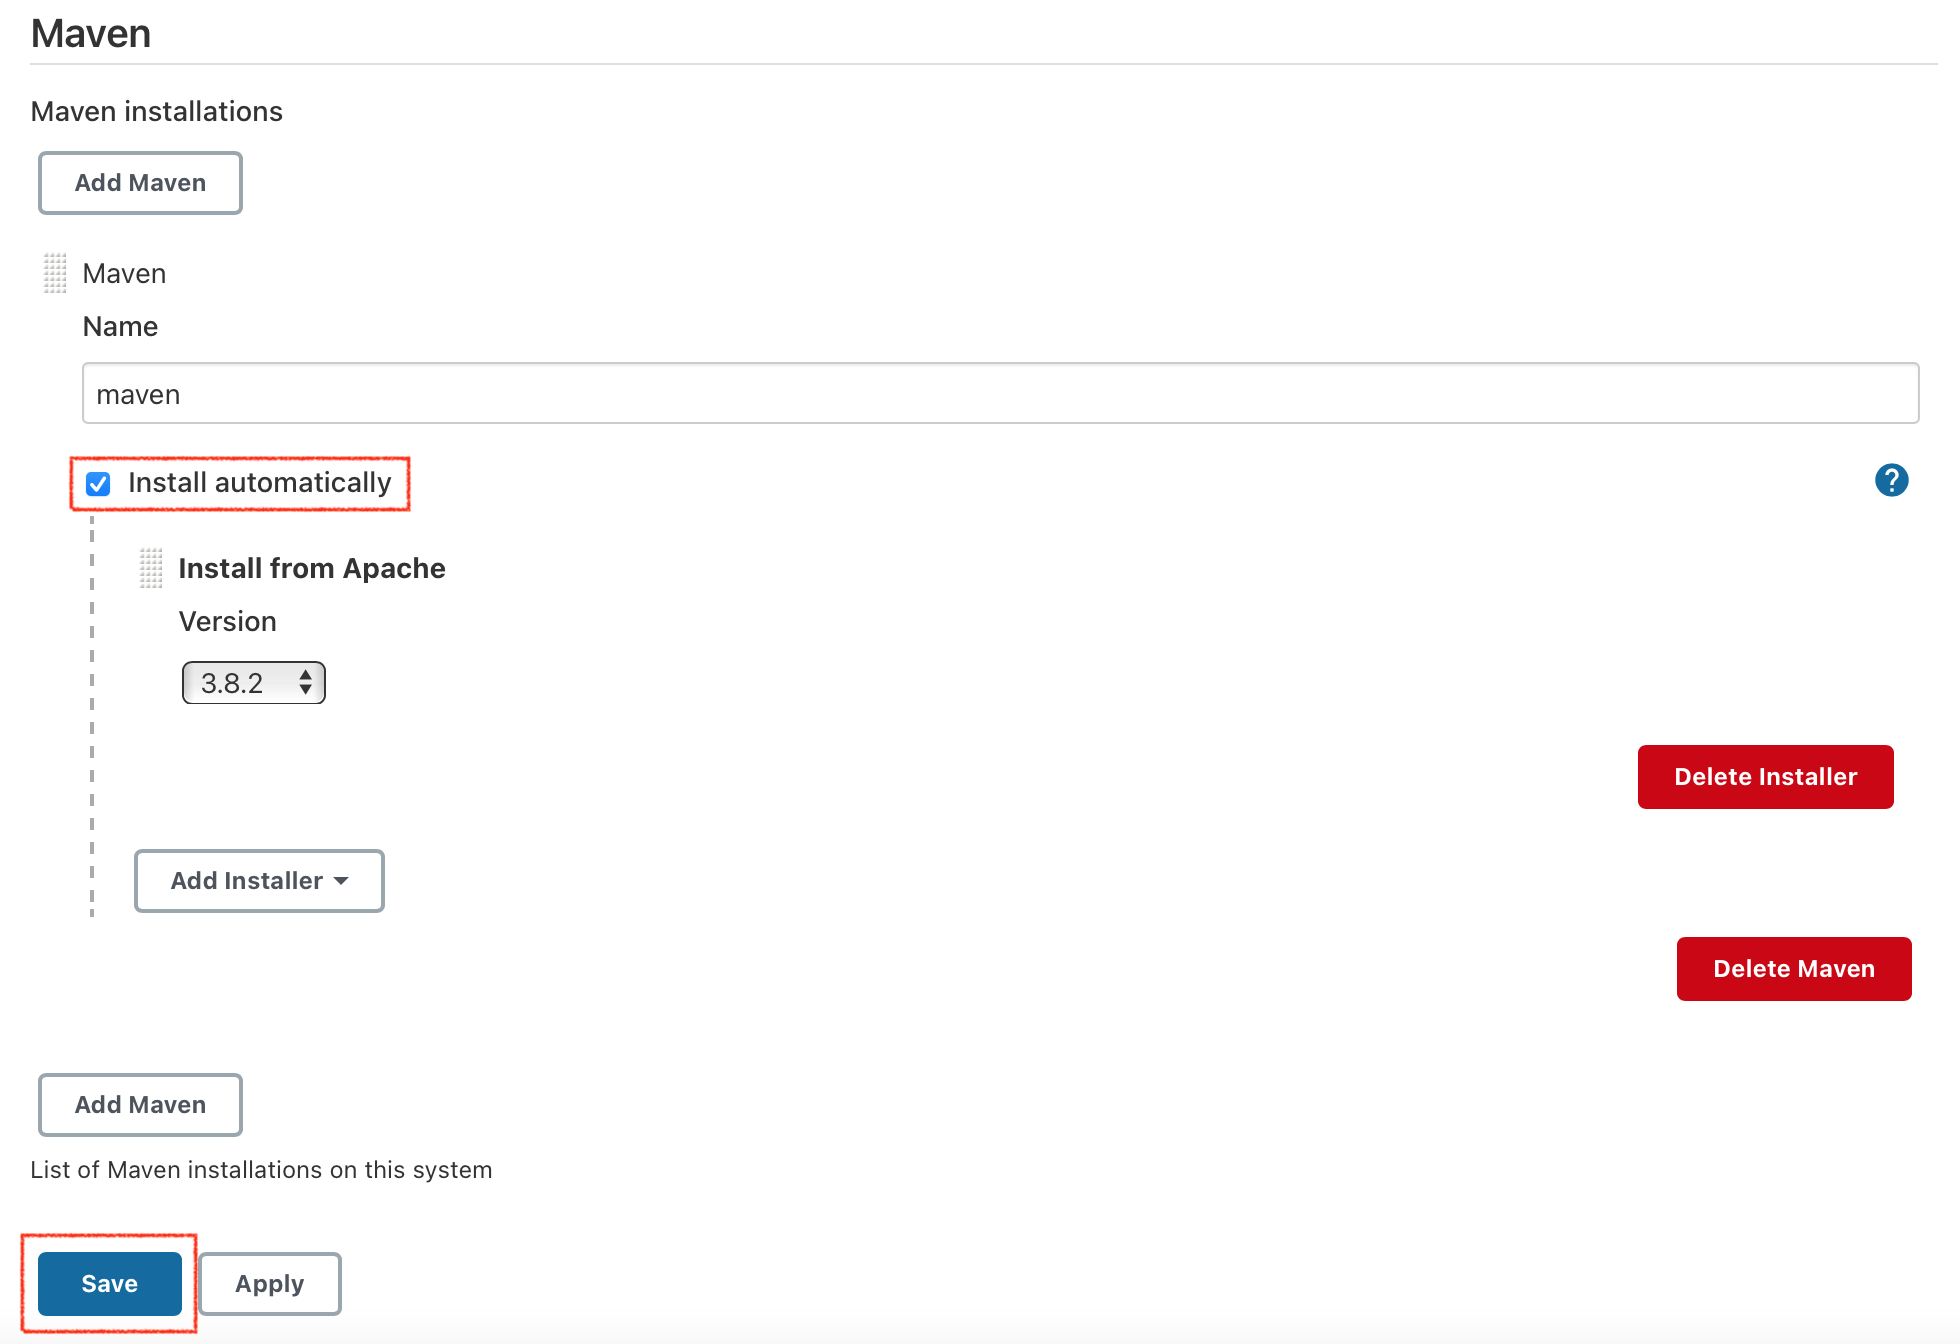 Maven
Maven installations
Add Maven
Maven
Name
maven
Install automatically
?
Install from Apache
Version
3.8.2
Delete Installer
Add Installer
Delete Maven
Add Maven
List of Maven installations on this system
Save Apply